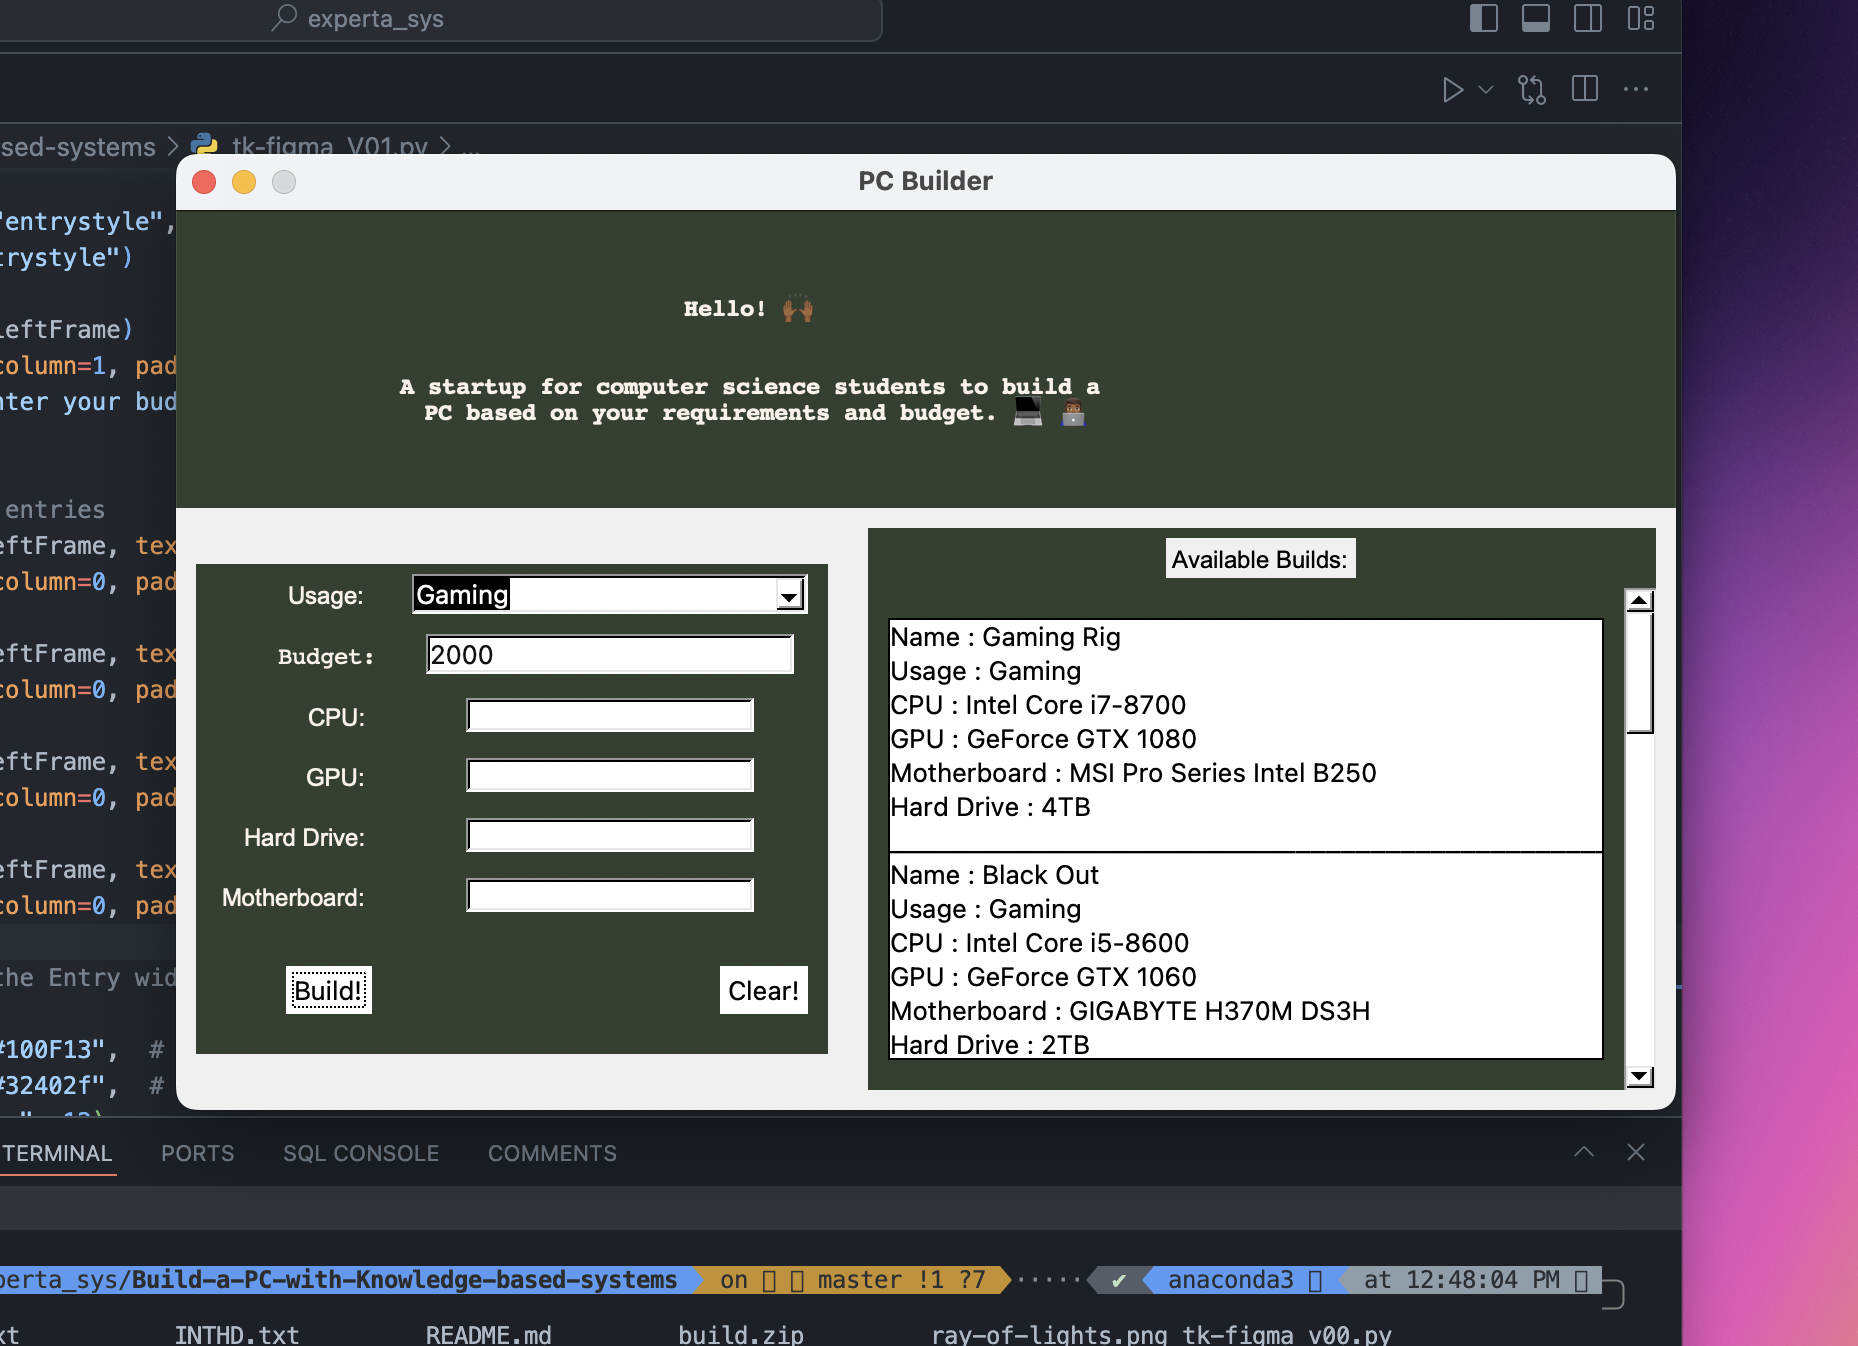 experta_sys
sed-systems > tk-figma_V01.py > ...
PC Builder
"entrystyle",
trystyle")
leftFrame)
column=1, pad
nter your bud
entries
eftFrame, tex
column=0, pad
eftFrame, tex
column=0, pad
eftFrame, tex
column=0, pad
eftFrame, tex
column=0, pad
the Entry wid
#100F13", #
#32402f", #
Hello! 🙌🏾
A startup for computer science students to build a
PC based on your requirements and budget. 💻 👨🏾‍💻
Usage: Gaming
Budget: 2000
CPU:
GPU:
Hard Drive:
Motherboard:
Build! Clear!
Available Builds:
Name : Gaming Rig
Usage : Gaming
CPU : Intel Core i7-8700
GPU : GeForce GTX 1080
Motherboard : MSI Pro Series Intel B250
Hard Drive : 4TB
Name : Black Out
Usage : Gaming
CPU : Intel Core i5-8600
GPU : GeForce GTX 1060
Motherboard : GIGABYTE H370M DS3H
Hard Drive : 2TB
TERMINAL PORTS SQL CONSOLE COMMENTS
perta_sys/Build-a-PC-with-Knowledge-based-systems on master !1 ?7 ····· ✔ anaconda3 at 12:48:04 PM
xt INTHD.txt README.md build.zip ray-of-lights.png tk-figma_v00.py